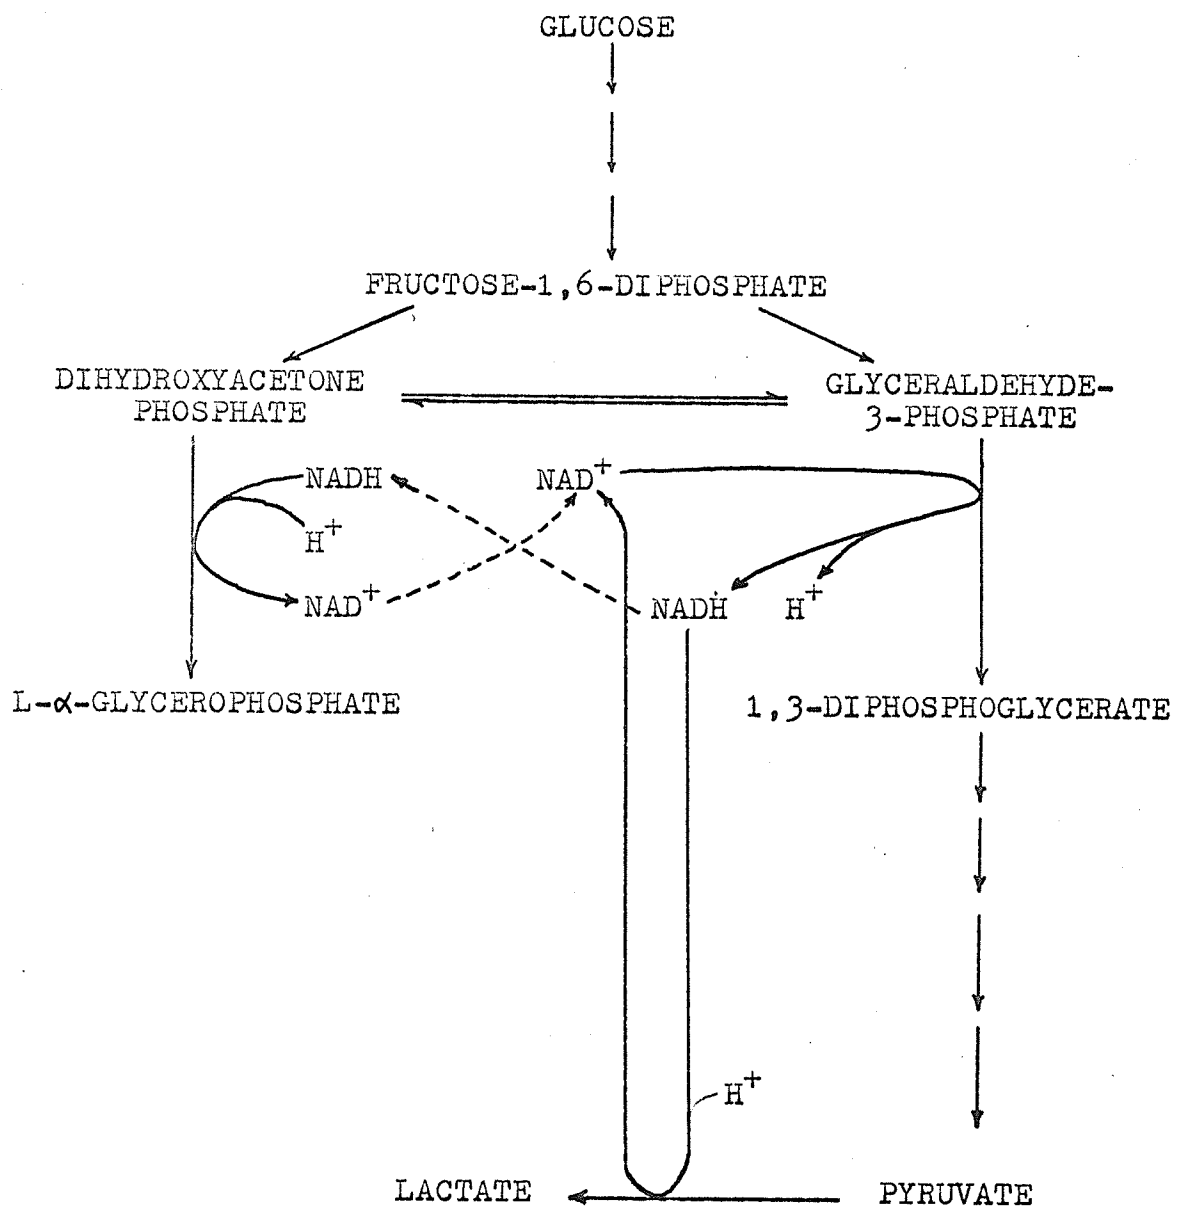 GLUCOSE
FRUCTOSE-1,6-DIPHOSPHATE
DIHYDROXYACETONE
PHOSPHATE
GLYCERALDEHYDE-
3-PHOSPHATE
NADH
NAD+
H+
NAD+
NADH
H+
L-α-GLYCEROPHOSPHATE
1,3-DIPHOSPHOGLYCERATE
H+
LACTATE
PYRUVATE